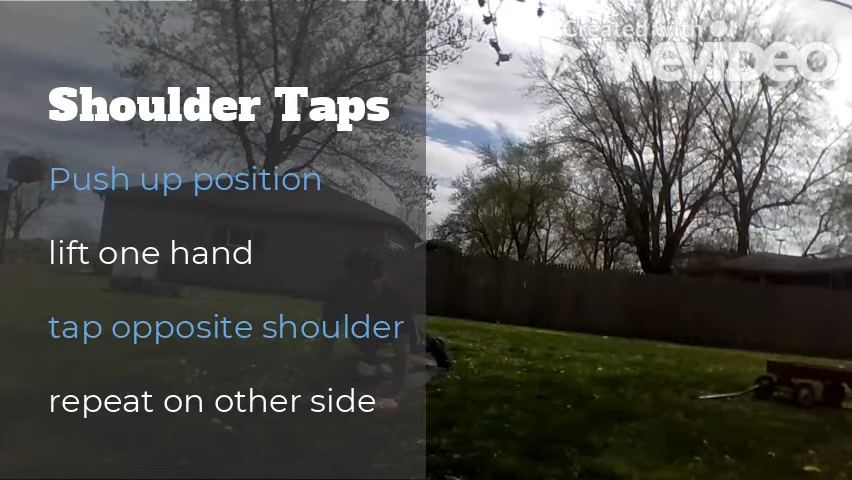 Created with
WEVIDEO
Shoulder Taps
Push up position
lift one hand
tap opposite shoulder
repeat on other side